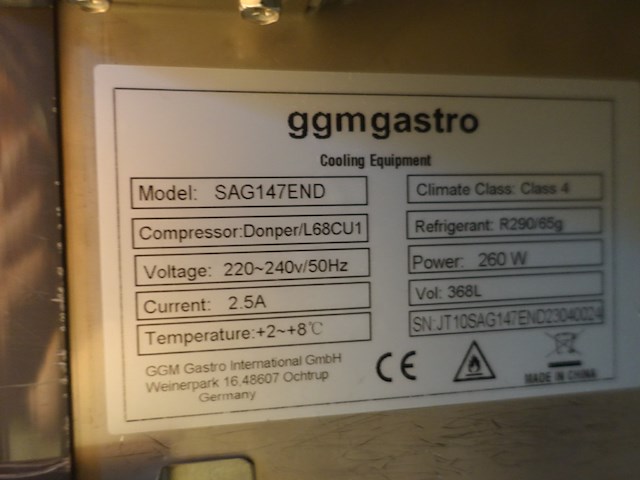 ggmgastro
Cooling Equipment
Model: SAG147END
Climate Class: Class 4
Compressor:Donper/L68CU1
Refrigerant: R290/65g
Voltage: 220~240v/50Hz
Power: 260 W
Current: 2.5A
Vol: 368L
Temperature:+2~+8℃
SN:JT10SAG147END23040024
GGM Gastro International GmbH
Weinerpark 16,48607 Ochtrup
Germany
CE
MADE IN CHINA